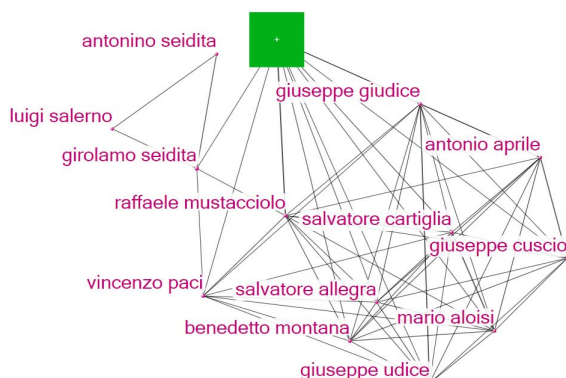 antonino seidita
giuseppe giudice
luigi salerno
antonio aprile
girolamo seidita
raffaele mustacciolo
salvatore cartiglia
giuseppe cuscio
vincenzo paci
salvatore allegra
mario aloisi
benedetto montana
giuseppe udice